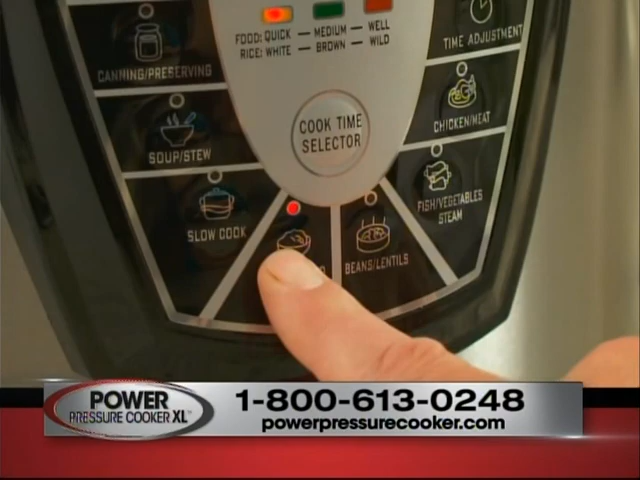 FOOD: QUICK — MEDIUM — WELL
RICE: WHITE — BROWN — WILD
TIME ADJUSTMENT
CANNING/PRESERVING
COOK TIME
SELECTOR
CHICKEN/MEAT
SOUP/STEW
FISH/VEGETABLES
STEAM
SLOW COOK
BEANS/LENTILS
POWER
PRESSURE COOKER XL™
1-800-613-0248
powerpressurecooker.com